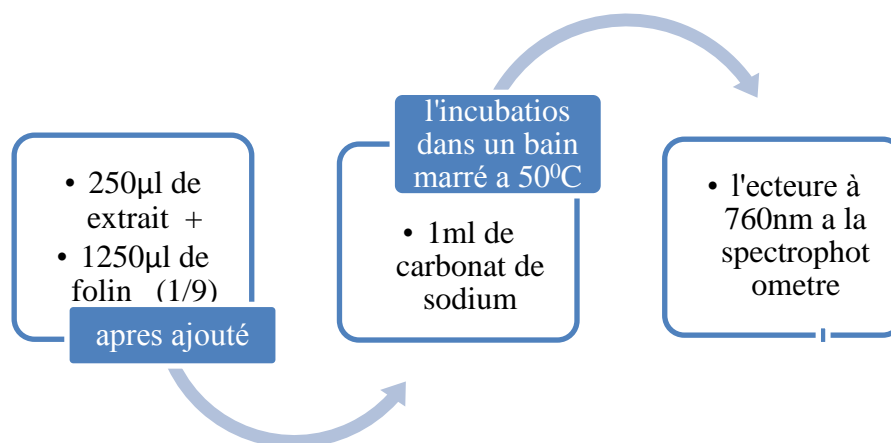 • 250µl de
extrait +
• 1250µl de
folin (1/9)
apres ajouté
l'incubatios
dans un bain
marré a 50⁰C
• 1ml de
carbonat de
sodium
• l'ecteure à
760nm a la
spectrophot
ometre